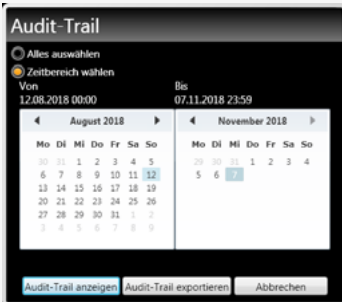 Audit-Trail
Alles auswählen
Zeitbereich wählen
Von Bis
12.08.2018 00:00 07.11.2018 23:59
August 2018 November 2018
Mo Di Mi Do Fr Sa So Mo Di Mi Do Fr Sa So
30 31 1 2 3 4 5 29 30 31 1 2 3 4
6 7 8 9 10 11 12 5 6 7
13 14 15 16 17 18 19
20 21 22 23 24 25 26
27 28 29 30 31 1 2
3 4 5 6 7 8 9
Audit-Trail anzeigen Audit-Trail exportieren Abbrechen